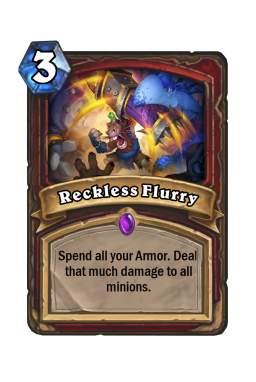 3
Reckless Flurry
Spend all your Armor. Deal
that much damage to all
minions.